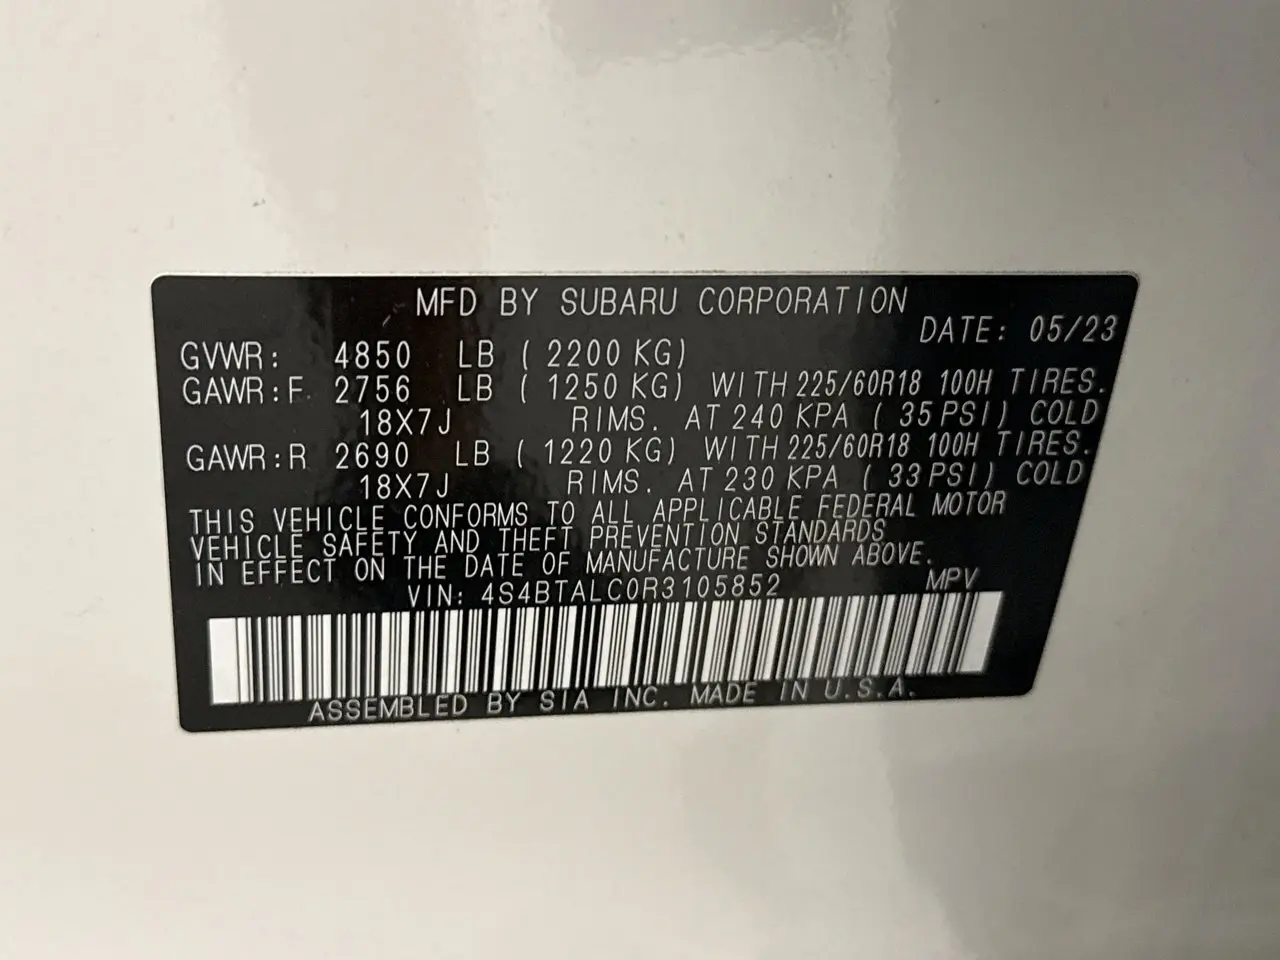 MFD BY SUBARU CORPORATION
DATE: 05/23
GVWR: 4850 LB ( 2200 KG)
GAWR:F 2756 LB ( 1250 KG) WITH 225/60R18 100H TIRES.
18X7J RIMS. AT 240 KPA ( 35 PSI) COLD
GAWR:R 2690 LB ( 1220 KG) WITH 225/60R18 100H TIRES.
18X7J RIMS. AT 230 KPA ( 33 PSI) COLD
THIS VEHICLE CONFORMS TO ALL APPLICABLE FEDERAL MOTOR
VEHICLE SAFETY AND THEFT PREVENTION STANDARDS
IN EFFECT ON THE DATE OF MANUFACTURE SHOWN ABOVE.
VIN: 4S4BTALC0R3105852 MPV
ASSEMBLED BY SIA INC. MADE IN U.S.A.